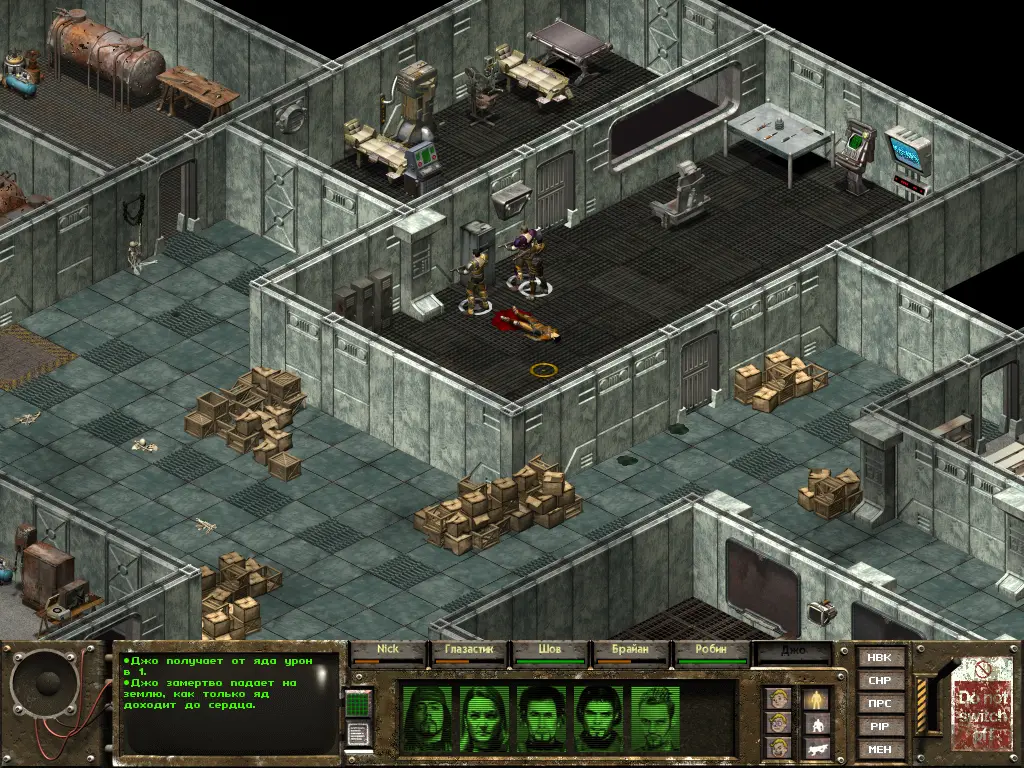 Nick
Глазастик
Шов
Брайан
Робин
Джо
•Джо получает от яда урон
в 1.
•Джо замертво падает на
землю, как только яд
доходит до сердца.
НВК
СНР
ПРС
PIP
МЕН
Do not
switch
off!